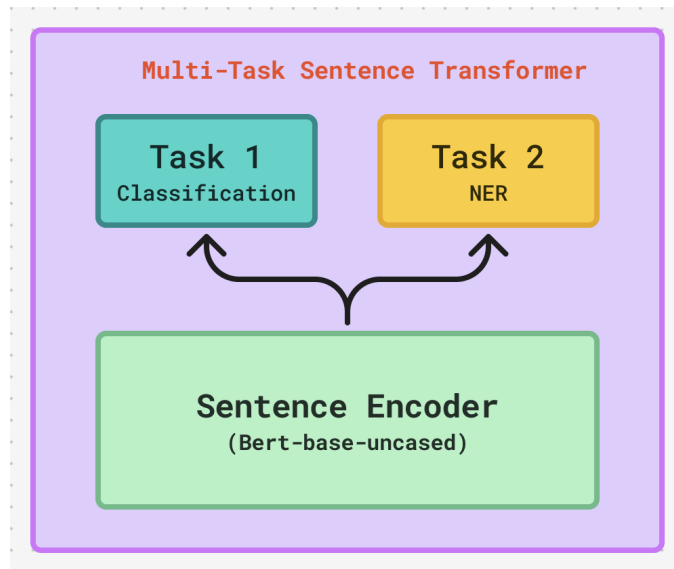 Multi-Task Sentence Transformer
Task 1
Classification
Task 2
NER
Sentence Encoder
(Bert-base-uncased)